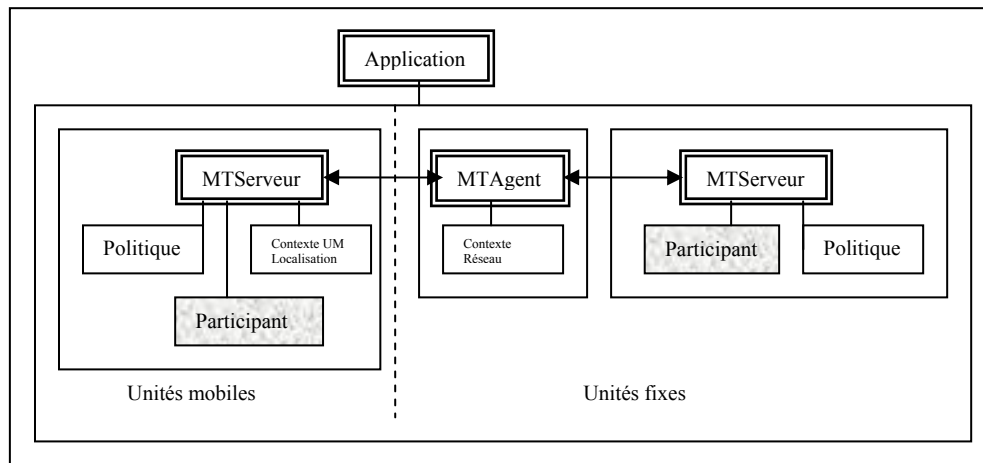 Application
MTServeur
MTAgent
MTServeur
Politique
Contexte UM
Localisation
Contexte
Réseau
Participant
Politique
Participant
Unités mobiles
Unités fixes